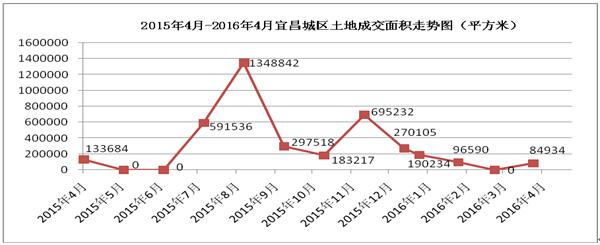 2015年4月-2016年4月宜昌城区土地成交面积走势图（平方米）
1600000
1400000
1200000
1000000
800000
600000
400000
200000
0
133684
0
0
591536
1348842
297518
183217
695232
270105
190234
96590
0
84934
2015年4月
2015年5月
2015年6月
2015年7月
2015年8月
2015年9月
2015年10月
2015年11月
2015年12月
2016年1月
2016年2月
2016年3月
2016年4月